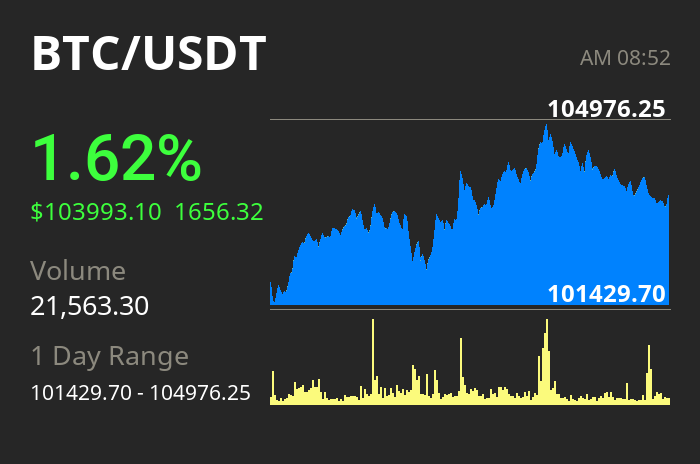 BTC/USDT
AM 08:52
104976.25
1.62%
$103993.10 1656.32
Volume
21,563.30
101429.70
1 Day Range
101429.70 - 104976.25